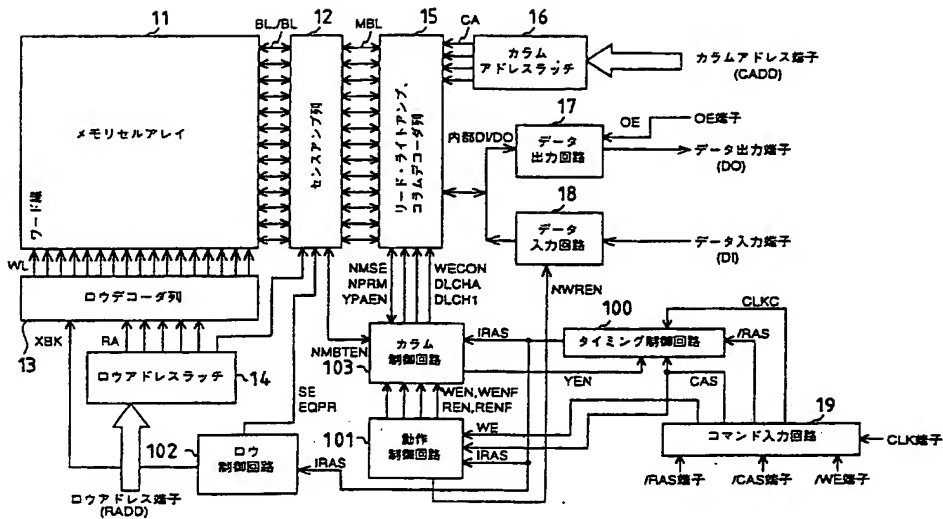 11
BL,/BL
12
MBL
15
CA
16
カラム
アドレスラッチ
カラムアドレス端子
(CADD)
メモリセルアレイ
ワード線
センスアンプ列
リード・ライトアンプ、
コラムデコーダ列
内部DI/DO
17
データ
出力回路
OE
OE端子
データ出力端子
(DO)
18
データ
入力回路
データ入力端子
(DI)
WL
ロウデコーダ列
13
XBK
RA
ロウアドレスラッチ
14
NMSE
NPRM
YPAEN
WECON
DLCHA
DLCH1
NWREN
CLKC
100
タイミング制御回路
/RAS
IRAS
NMBTEN
カラム
制御回路
103
YEN
CAS
SE
EQPR
WEN,WENF
REN,RENF
WE
19
コマンド入力回路
CLK端子
102
ロウ
制御回路
IRAS
101
動作
制御回路
IRAS
/RAS端子
/CAS端子
/WE端子
ロウアドレス端子
(RADD)